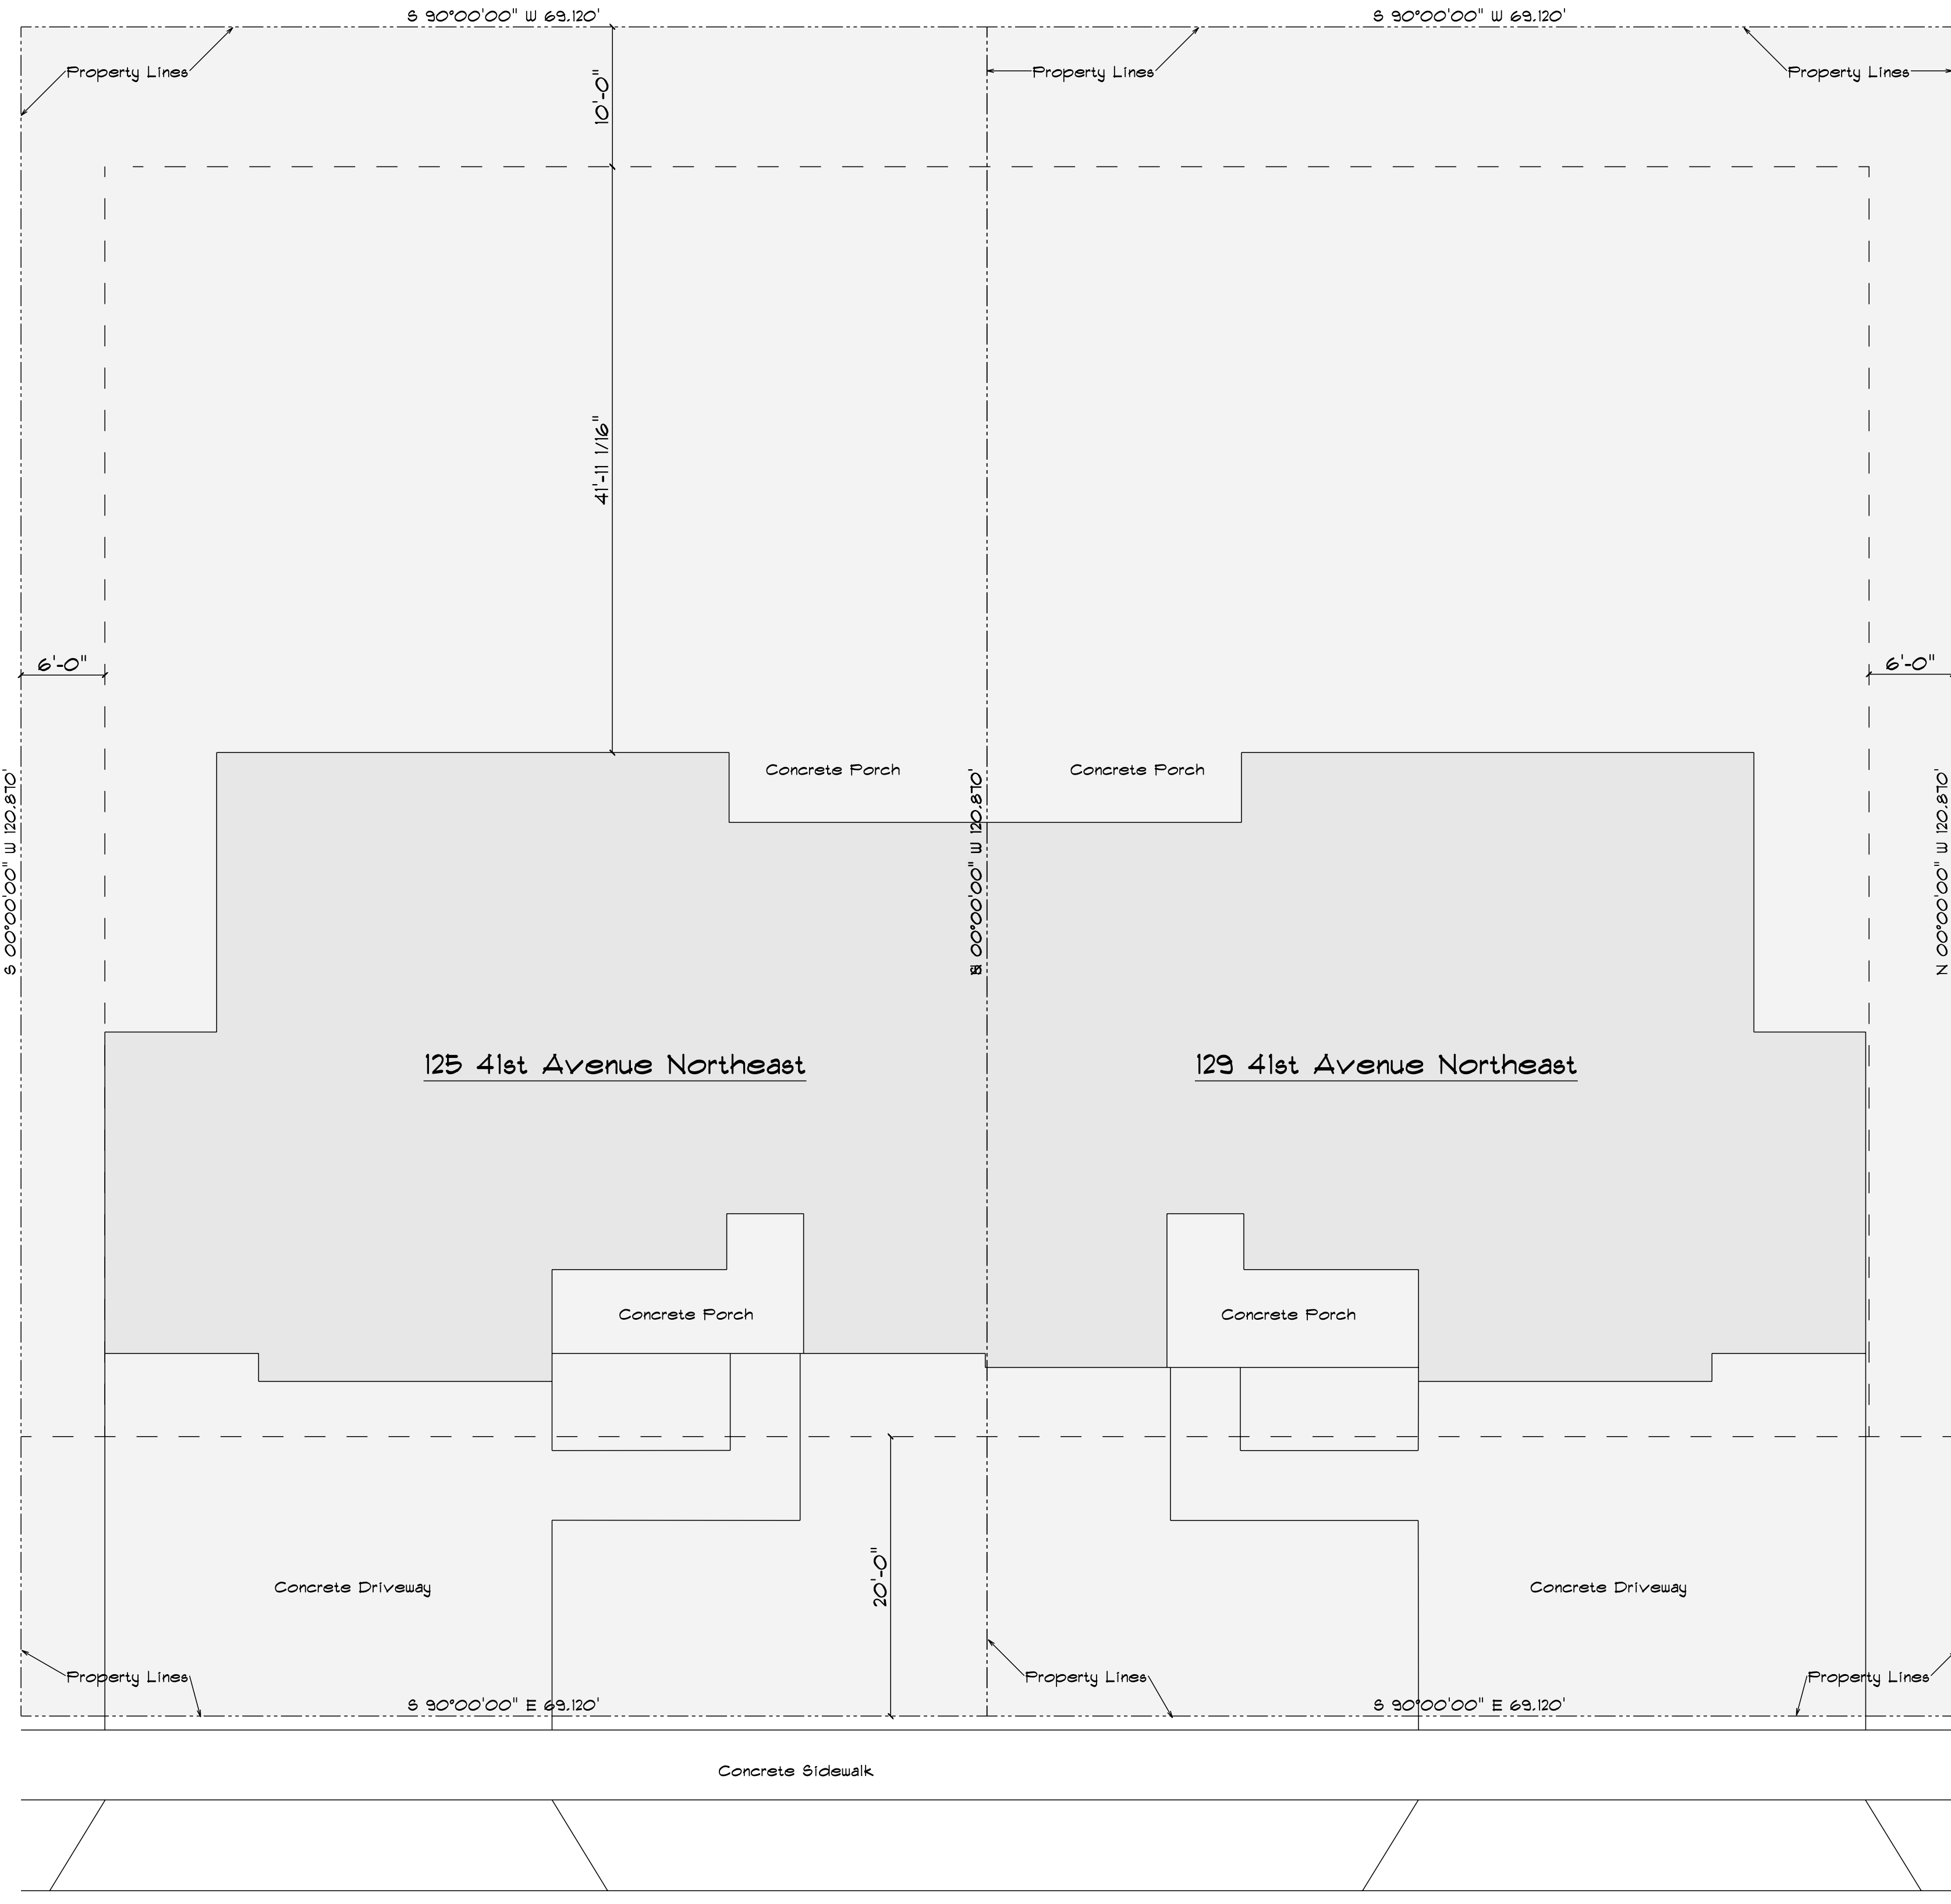 S 90°00'00" W 69.120'
S 90°00'00" W 69.120'
Property Lines
Property Lines
Property Lines
10'-0"
41'-11 1/16"
6'-0"
6'-0"
Concrete Porch
Concrete Porch
S 00°00'00" W 120.870'
00°00'00" W 120.870'
N 00°00'00" W 120.870'
125 41st Avenue Northeast
129 41st Avenue Northeast
Concrete Porch
Concrete Porch
20'-0"
Concrete Driveway
Concrete Driveway
Property Lines
Property Lines
Property Lines
S 90°00'00" E 69.120'
S 90°00'00" E 69.120'
Concrete Sidewalk